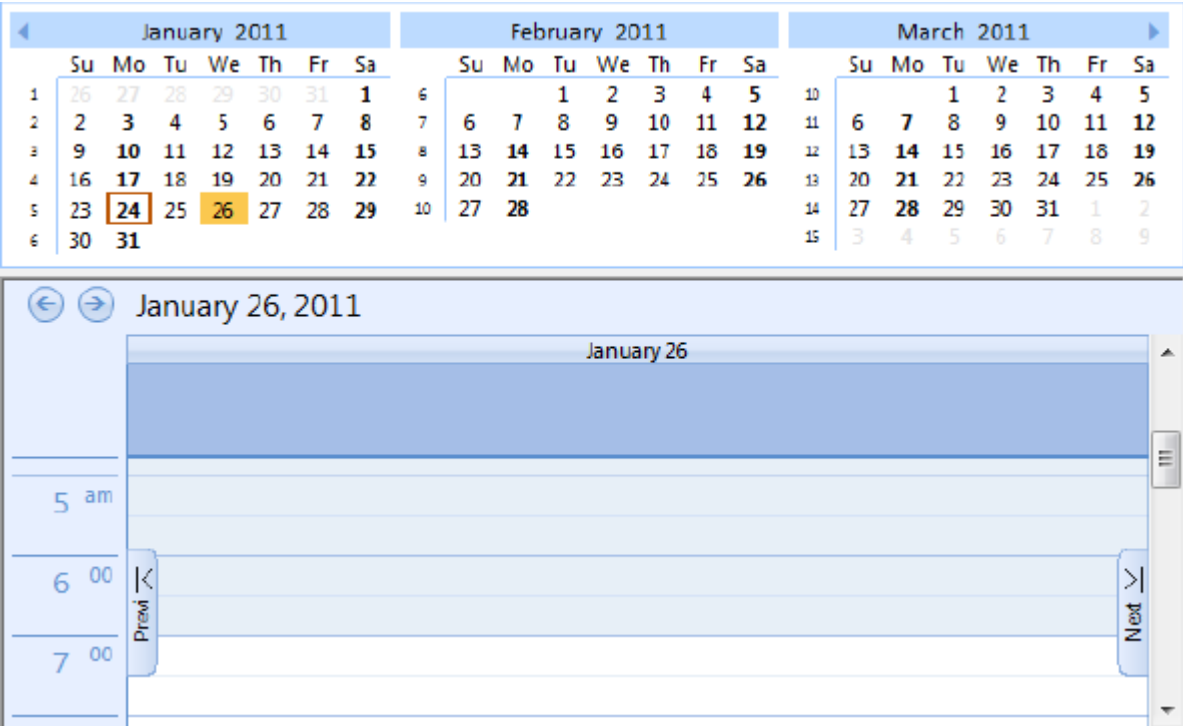 January 2011 February 2011 March 2011
Su Mo Tu We Th Fr Sa Su Mo Tu We Th Fr Sa Su Mo Tu We Th Fr Sa
1 26 27 28 29 30 31 1 6 1 2 3 4 5 10 1 2 3 4 5
2 2 3 4 5 6 7 8 7 6 7 8 9 10 11 12 11 6 7 8 9 10 11 12
3 9 10 11 12 13 14 15 8 13 14 15 16 17 18 19 12 13 14 15 16 17 18 19
4 16 17 18 19 20 21 22 9 20 21 22 23 24 25 26 13 20 21 22 23 24 25 26
5 23 24 25 26 27 28 29 10 27 28 14 27 28 29 30 31 1 2
6 30 31 15 3 4 5 6 7 8 9
January 26, 2011
January 26
5 am
6 00
7 00
Previ
Next